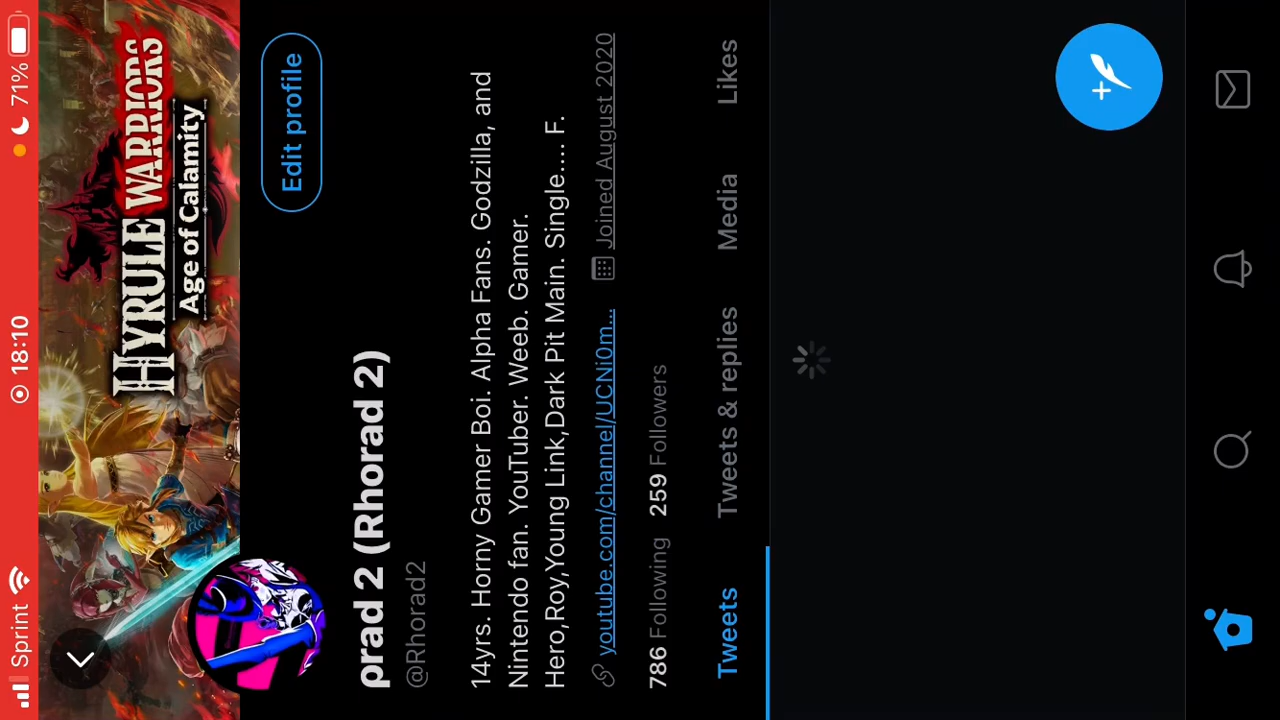 Sprint 18:10 71%
HYRULE WARRIORS
Age of Calamity
Edit profile
prad 2 (Rhorad 2)
@Rhorad2
14yrs. Horny Gamer Boi. Alpha Fans. Godzilla, and
Nintendo fan. YouTuber. Weeb. Gamer.
Hero,Roy,Young Link,Dark Pit Main. Single.... F.
youtube.com/channel/UCNi0m... Joined August 2020
786 Following 259 Followers
Tweets Tweets & replies Media Likes